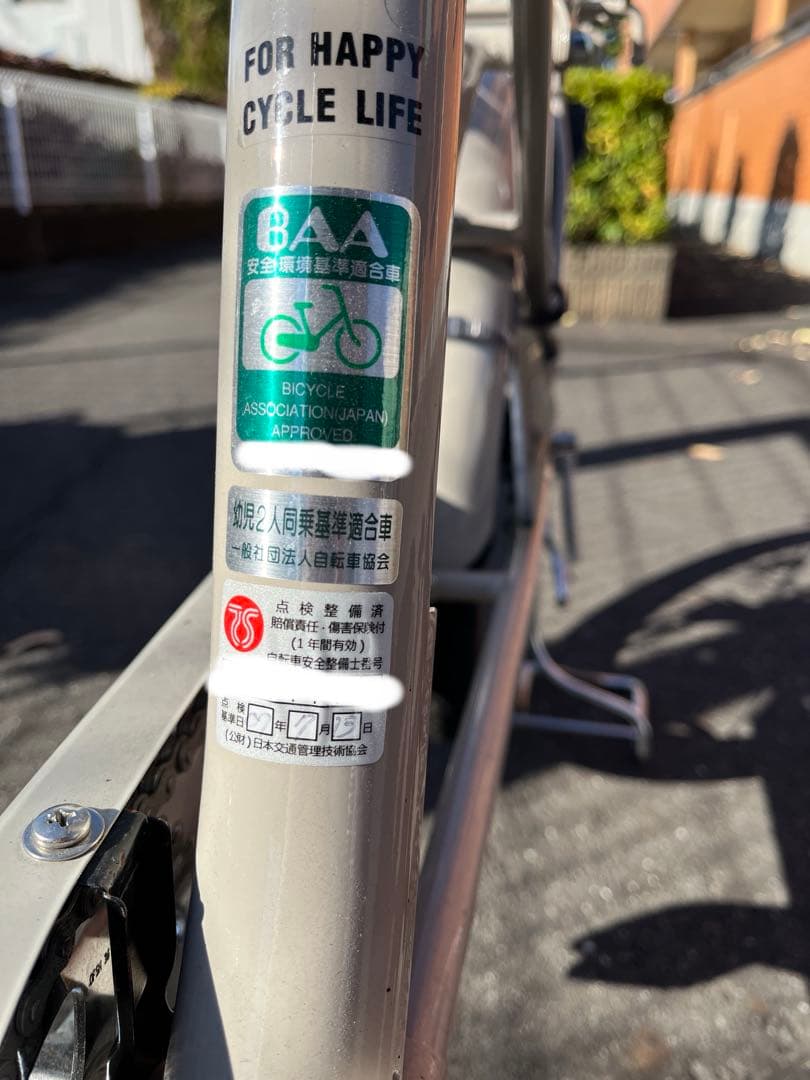 FOR HAPPY
CYCLE LIFE
BAA
安全・環境基準適合車
BICYCLE
ASSOCIATION(JAPAN)
APPROVED
幼児2人同乗基準適合車
一般社団法人自転車協会
TS
点検整備済
賠償責任・傷害保険付
(1年間有効)
自転車安全整備士番号
点検
基準日 年 月 日
(公財)日本交通管理技術協会